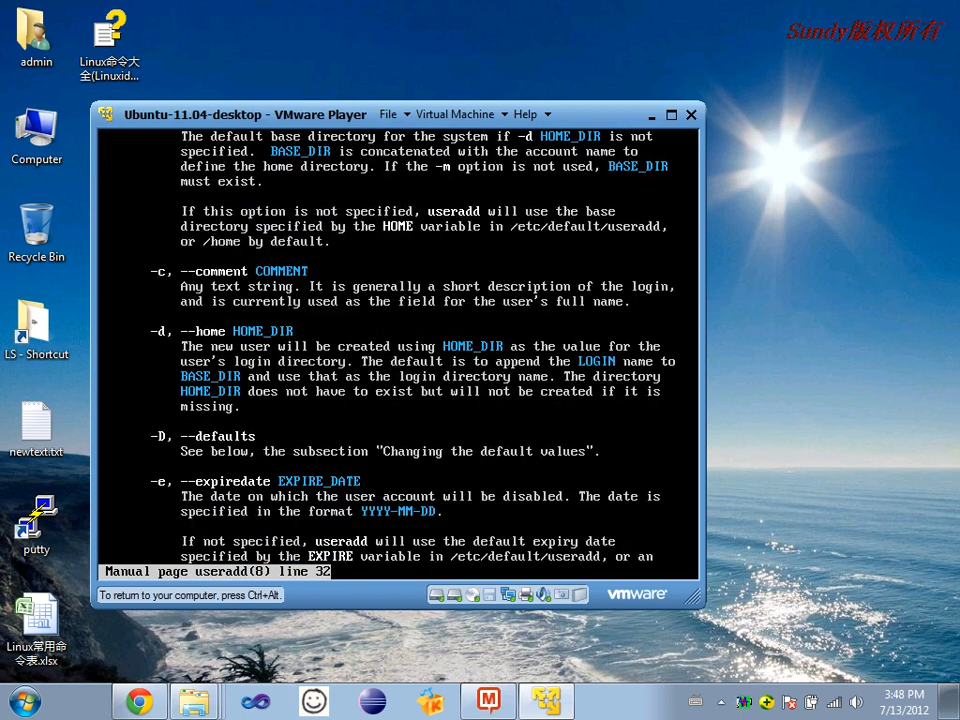 Sundy版权所有
admin
Linux命令大
全(Linuxid...
Computer
Recycle Bin
LS - Shortcut
newtext.txt
putty
Linux常用命
令表.xlsx
Ubuntu-11.04-desktop - VMware Player File Virtual Machine Help
The default base directory for the system if -d HOME_DIR is not
specified. BASE_DIR is concatenated with the account name to
define the home directory. If the -m option is not used, BASE_DIR
must exist.
If this option is not specified, useradd will use the base
directory specified by the HOME variable in /etc/default/useradd,
or /home by default.
-c, --comment COMMENT
Any text string. It is generally a short description of the login,
and is currently used as the field for the user's full name.
-d, --home HOME_DIR
The new user will be created using HOME_DIR as the value for the
user's login directory. The default is to append the LOGIN name to
BASE_DIR and use that as the login directory name. The directory
HOME_DIR does not have to exist but will not be created if it is
missing.
-D, --defaults
See below, the subsection "Changing the default values".
-e, --expiredate EXPIRE_DATE
The date on which the user account will be disabled. The date is
specified in the format YYYY-MM-DD.
If not specified, useradd will use the default expiry date
specified by the EXPIRE variable in /etc/default/useradd, or an
Manual page useradd(8) line 32
To return to your computer, press Ctrl+Alt.
vmware
3:48 PM
7/13/2012